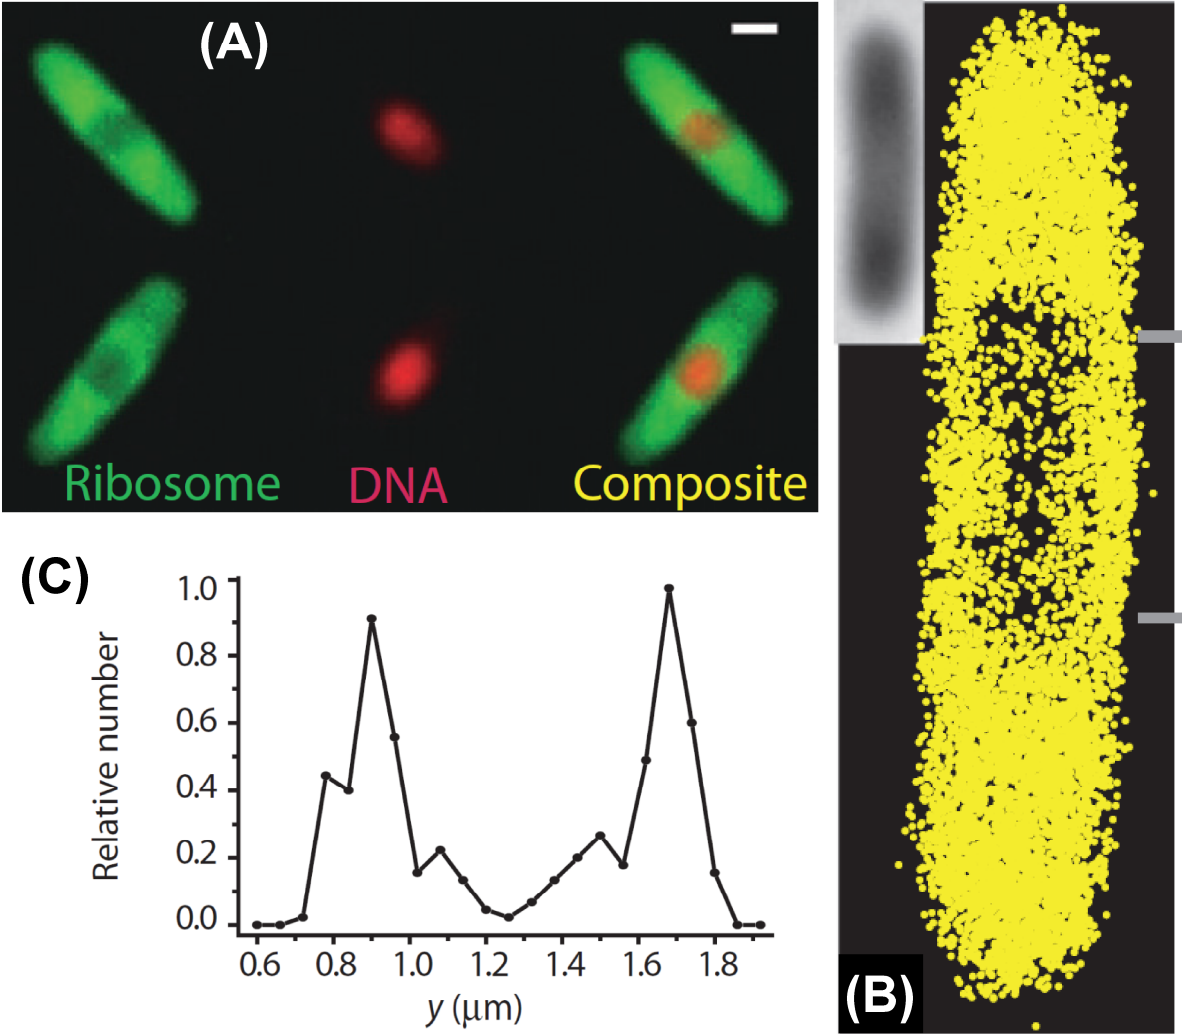 (A)
Ribosome DNA Composite
(B)
(C)
Relative number
1.0
0.8
0.6
0.4
0.2
0.0
0.6 0.8 1.0 1.2 1.4 1.6 1.8
y (μm)